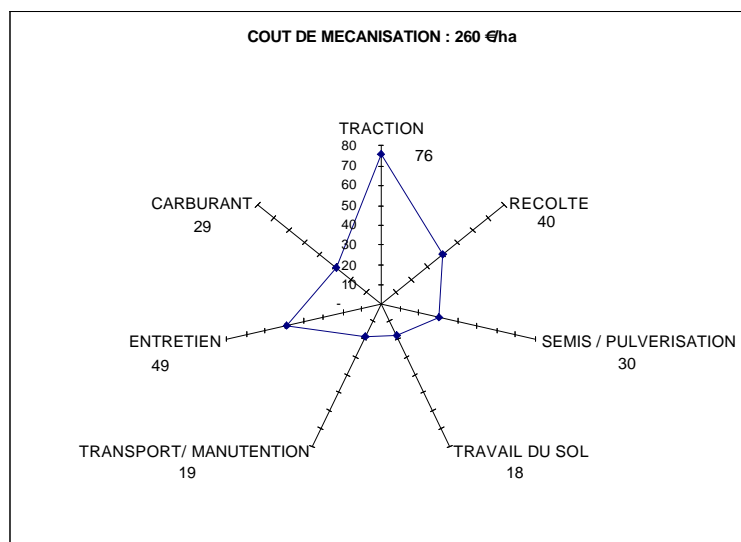 COUT DE MECANISATION : 260 €/ha
TRACTION
76
80
70
60
50
40
30
20
10
-
RECOLTE
40
CARBURANT
29
SEMIS / PULVERISATION
30
ENTRETIEN
49
TRAVAIL DU SOL
18
TRANSPORT/ MANUTENTION
19